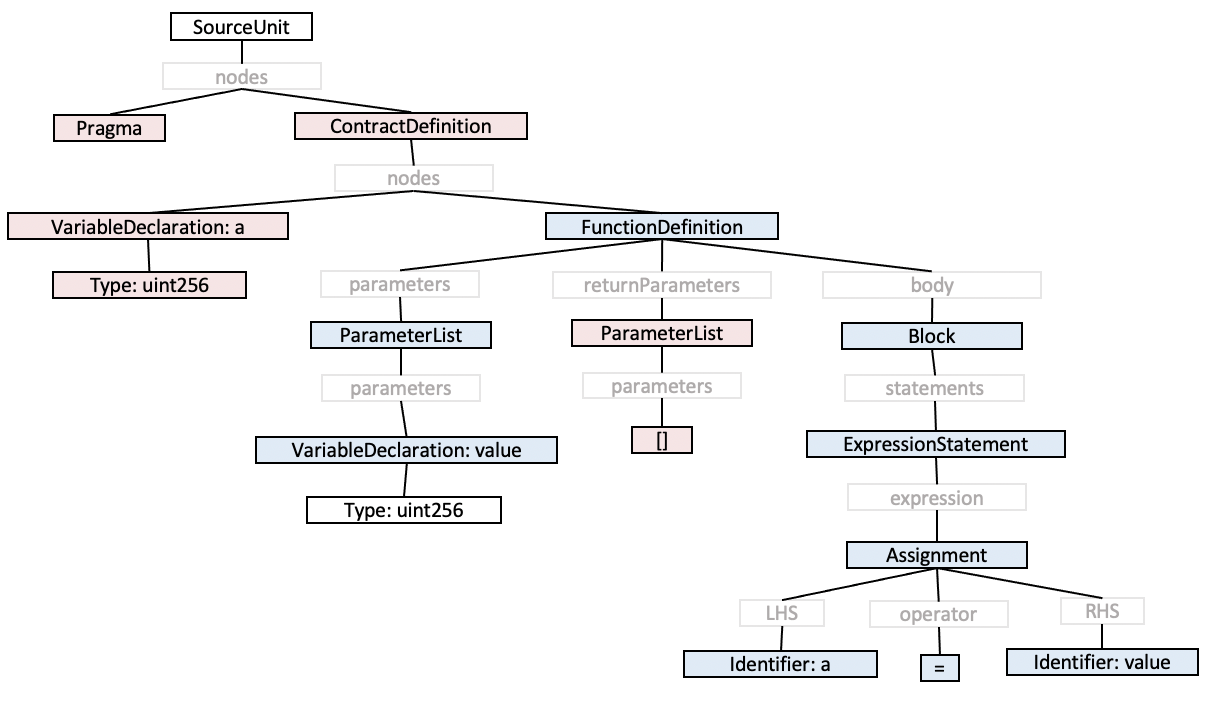 SourceUnit
nodes
Pragma
ContractDefinition
nodes
VariableDeclaration: a
FunctionDefinition
Type: uint256
parameters
returnParameters
body
ParameterList
ParameterList
Block
parameters
parameters
statements
VariableDeclaration: value
[]
ExpressionStatement
Type: uint256
expression
Assignment
LHS
operator
RHS
Identifier: a
=
Identifier: value